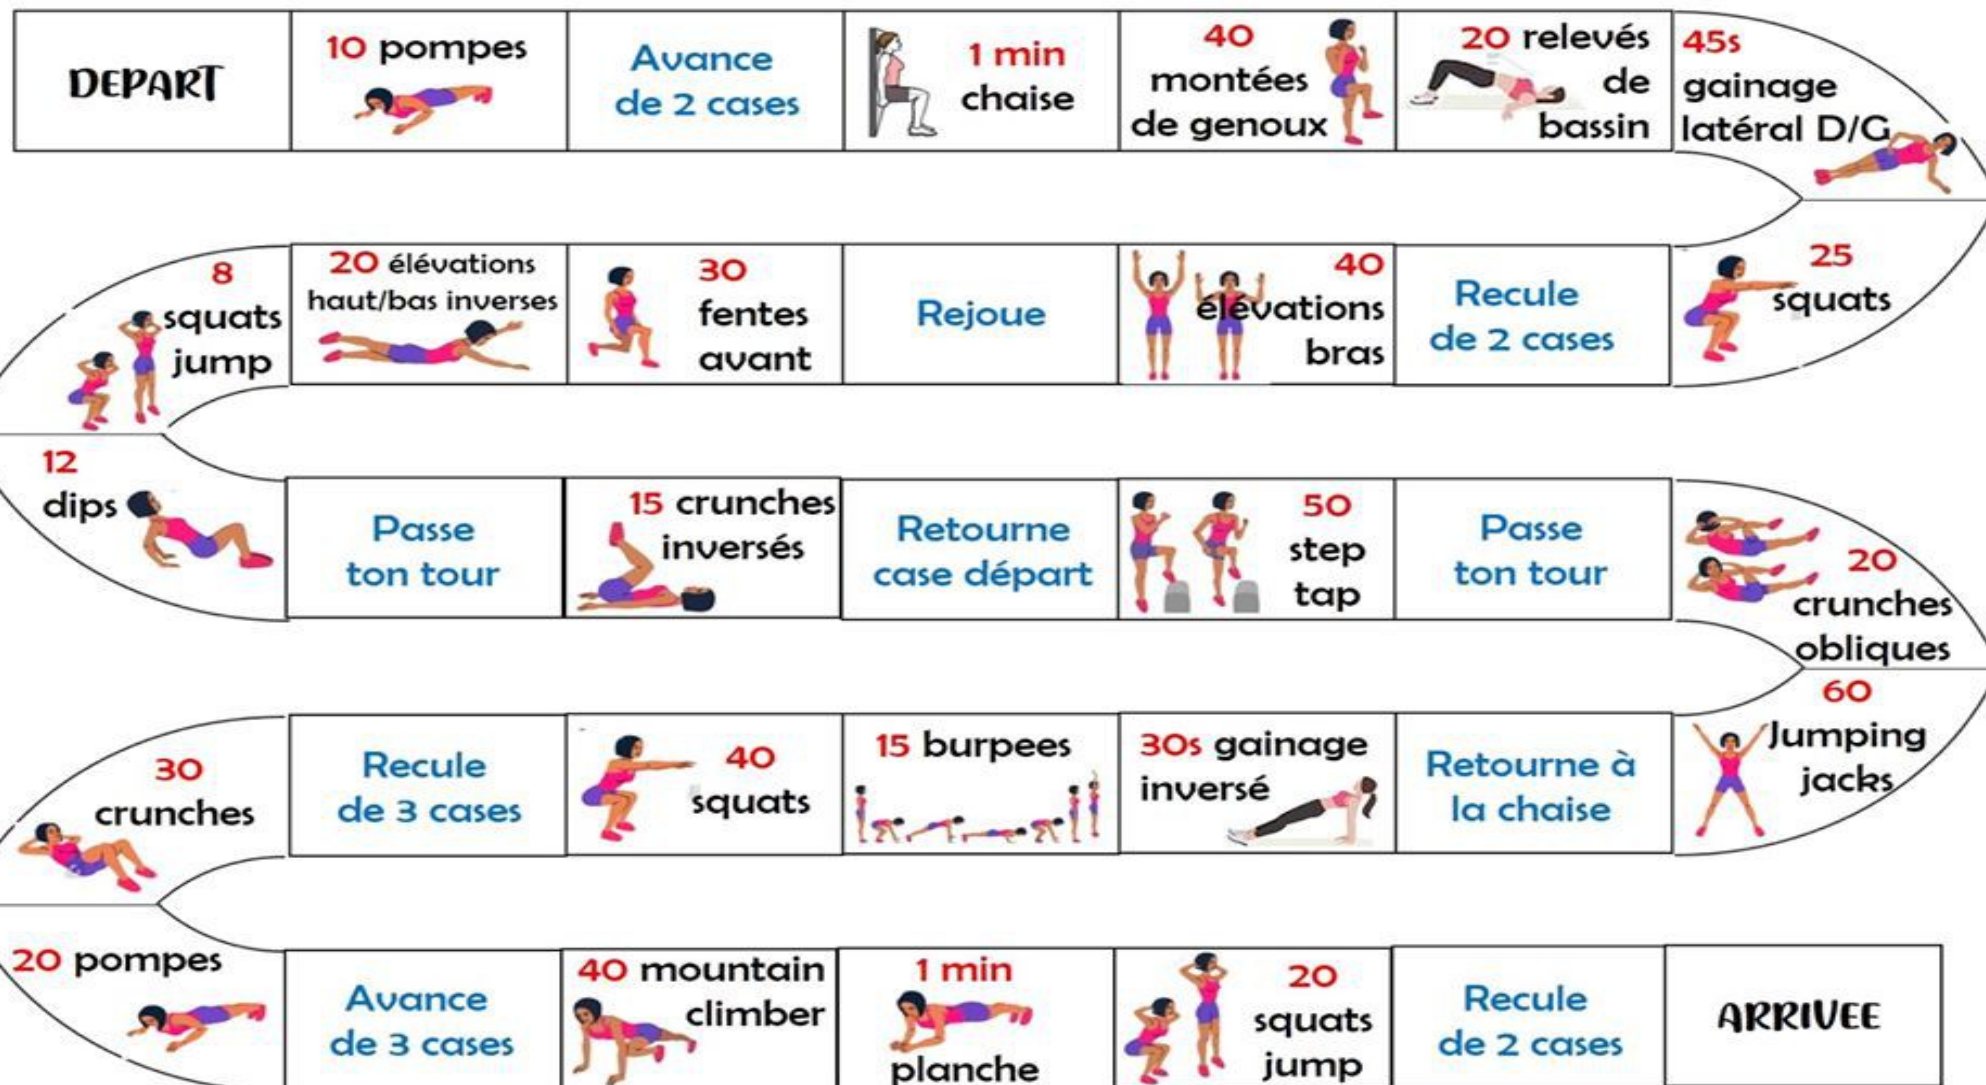 DEPART
10 pompes
Avance
de 2 cases
1 min
chaise
40
montées
de genoux
20 relevés
de
bassin
45s
gainage
latéral D/G
8
squats
jump
20 élévations
haut/bas inverses
30
fentes
avant
Rejoue
40
élévations
bras
Recule
de 2 cases
25
squats
12
dips
Passe
ton tour
15 crunches
inversés
Retourne
case départ
50
step
tap
Passe
ton tour
20
crunches
obliques
30
crunches
Recule
de 3 cases
40
squats
15 burpees
30s gainage
inversé
Retourne à
la chaise
60
Jumping
jacks
20 pompes
Avance
de 3 cases
40 mountain
climber
1 min
planche
20
squats
jump
Recule
de 2 cases
ARRIVEE